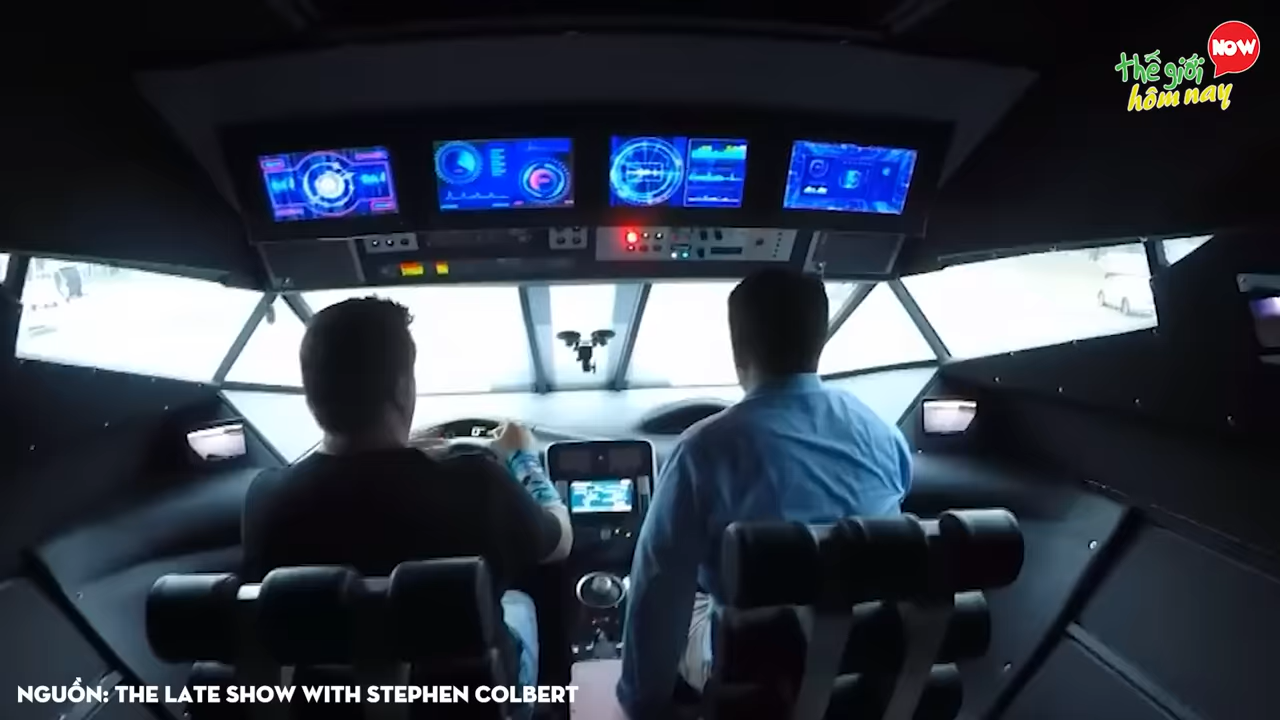 NOW
thế giới
hôm nay
NGUỒN: THE LATE SHOW WITH STEPHEN COLBERT